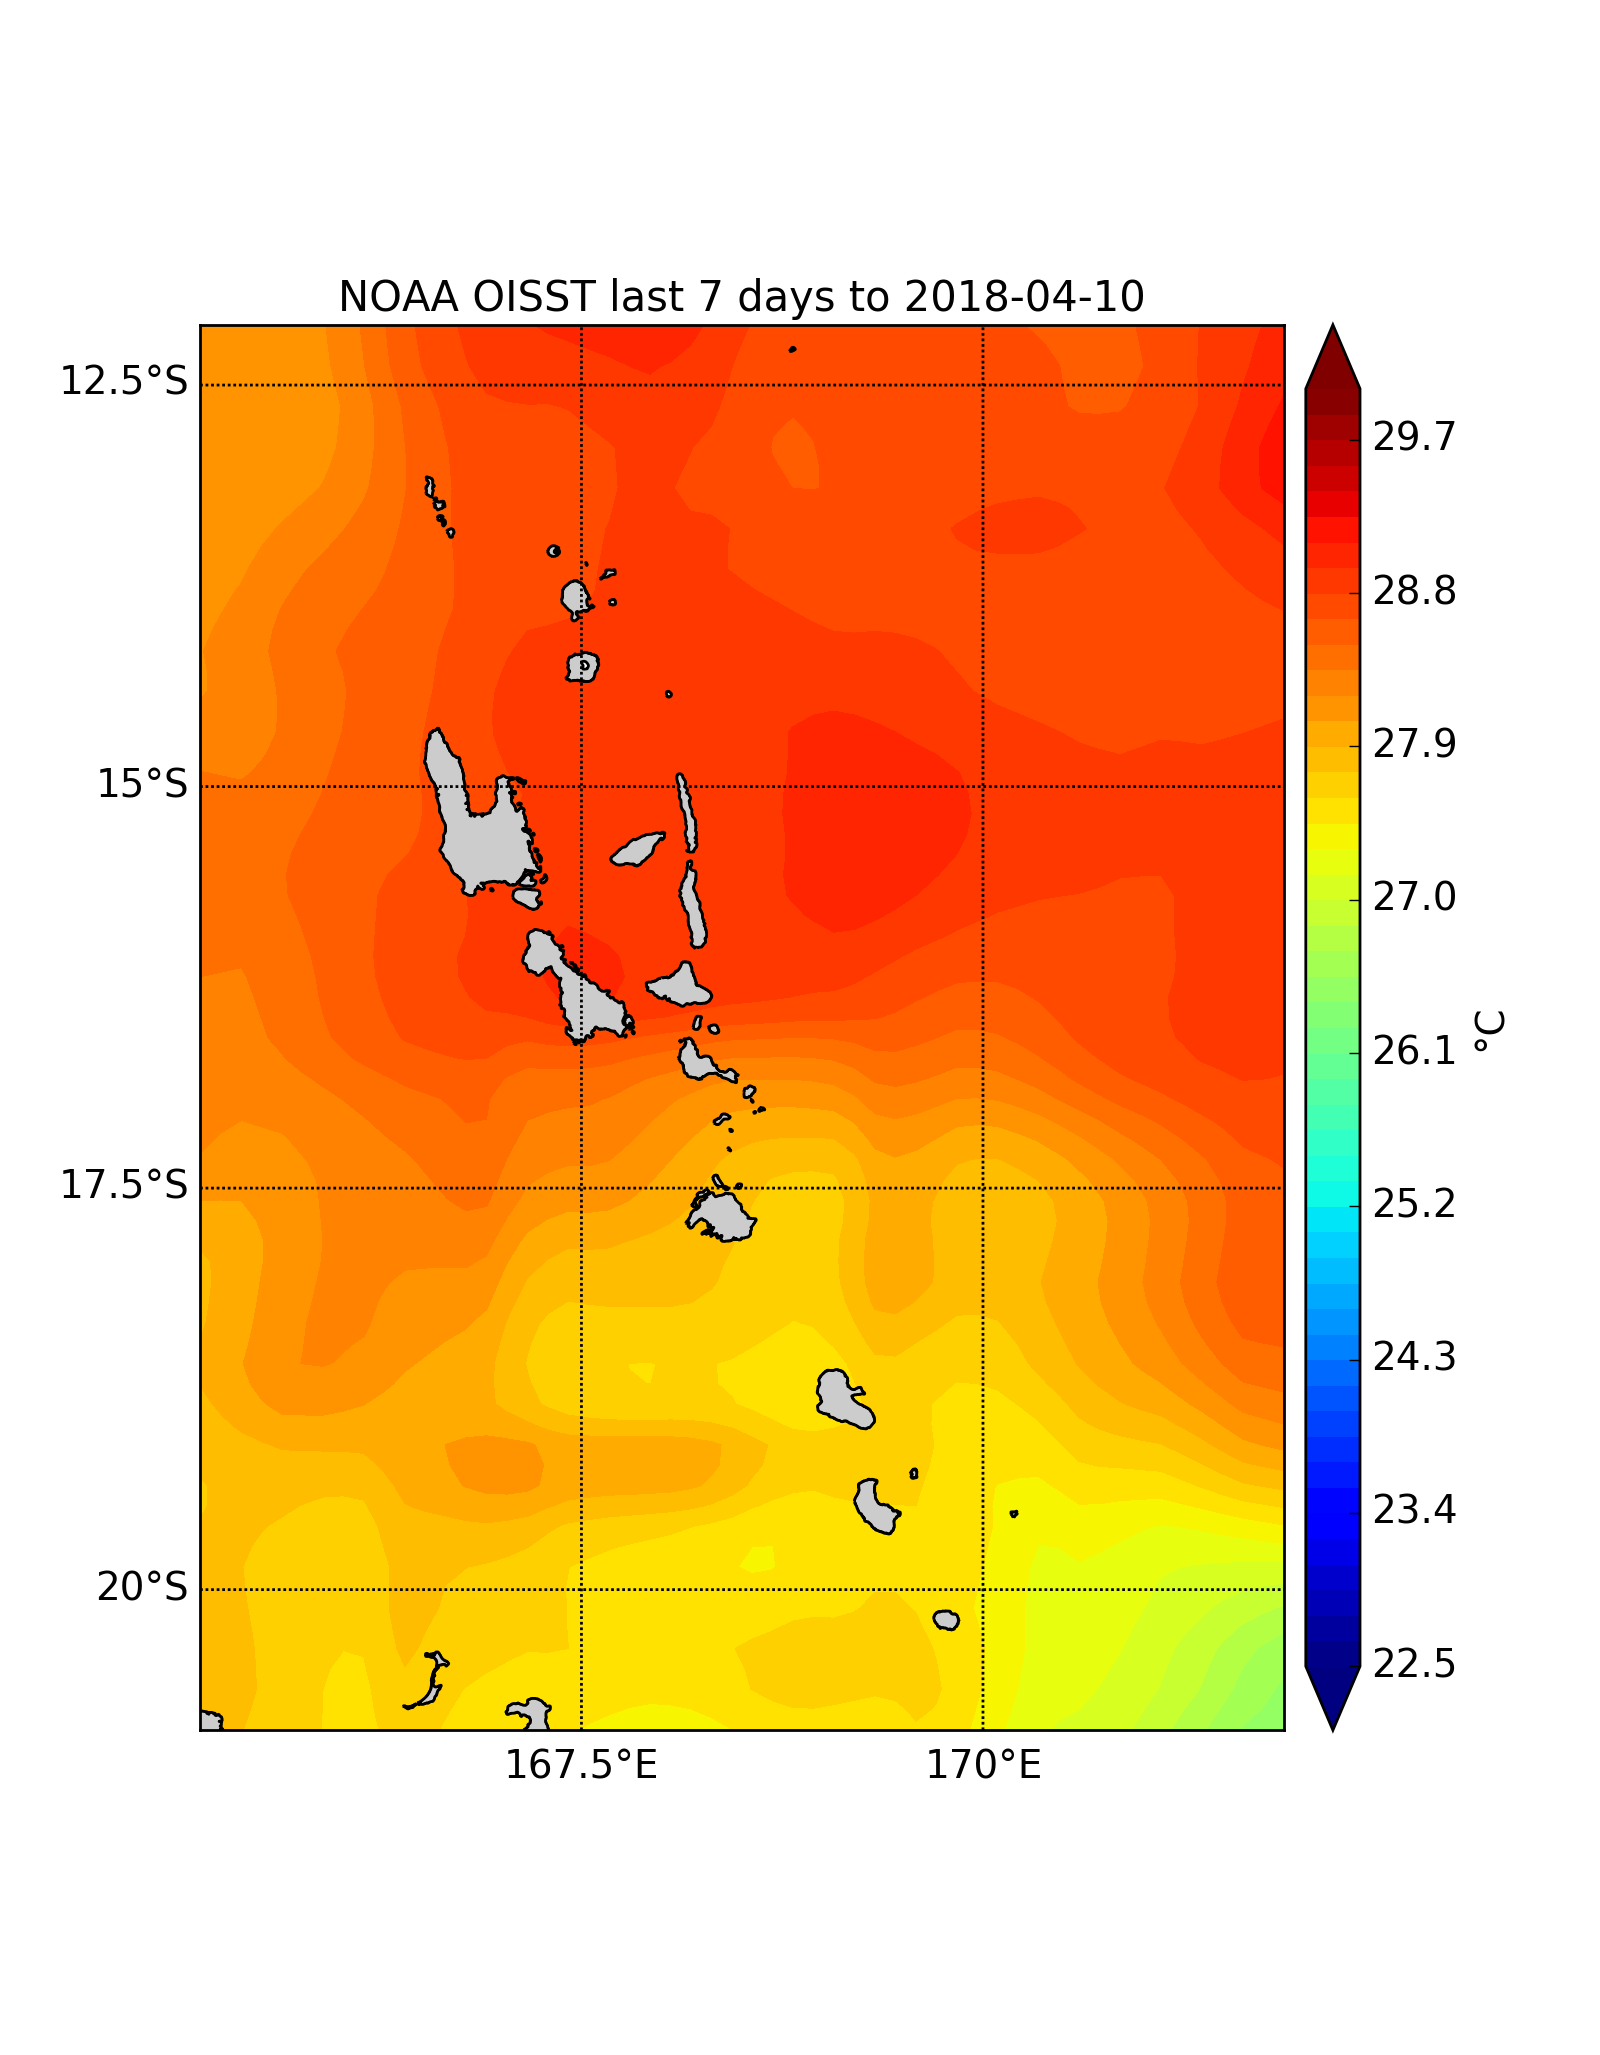 NOAA OISST last 7 days to 2018-04-10
12.5°S
15°S
17.5°S
20°S
167.5°E
170°E
29.7
28.8
27.9
27.0
26.1
25.2
24.3
23.4
22.5
°C